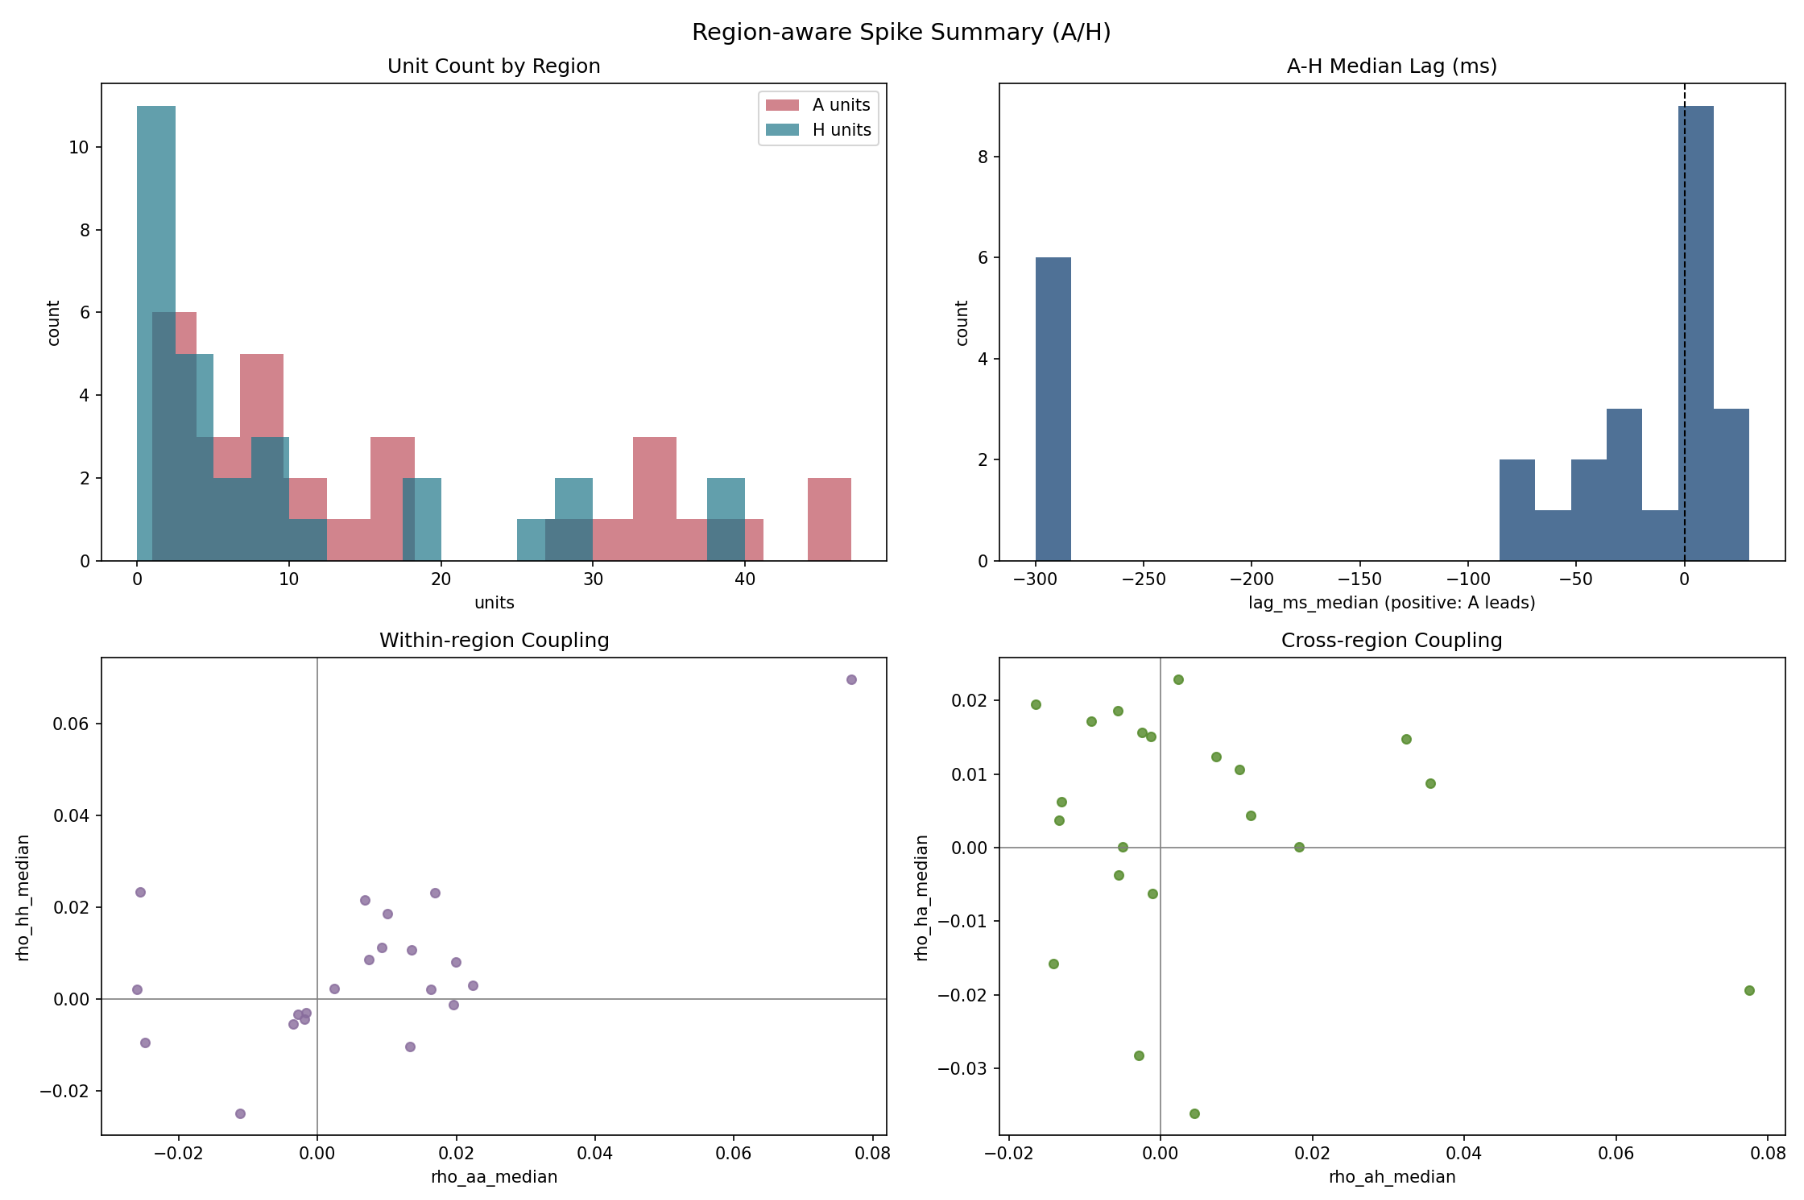 Region-aware Spike Summary (A/H)
Unit Count by Region
A units
H units
10
8
6
4
2
0
count
0 10 20 30 40
units
A-H Median Lag (ms)
8
6
4
2
0
count
−300 −250 −200 −150 −100 −50 0
lag_ms_median (positive: A leads)
Within-region Coupling
0.06
0.04
0.02
0.00
−0.02
rho_hh_median
−0.02 0.00 0.02 0.04 0.06 0.08
rho_aa_median
Cross-region Coupling
0.02
0.01
0.00
−0.01
−0.02
−0.03
rho_ha_median
−0.02 0.00 0.02 0.04 0.06 0.08
rho_ah_median